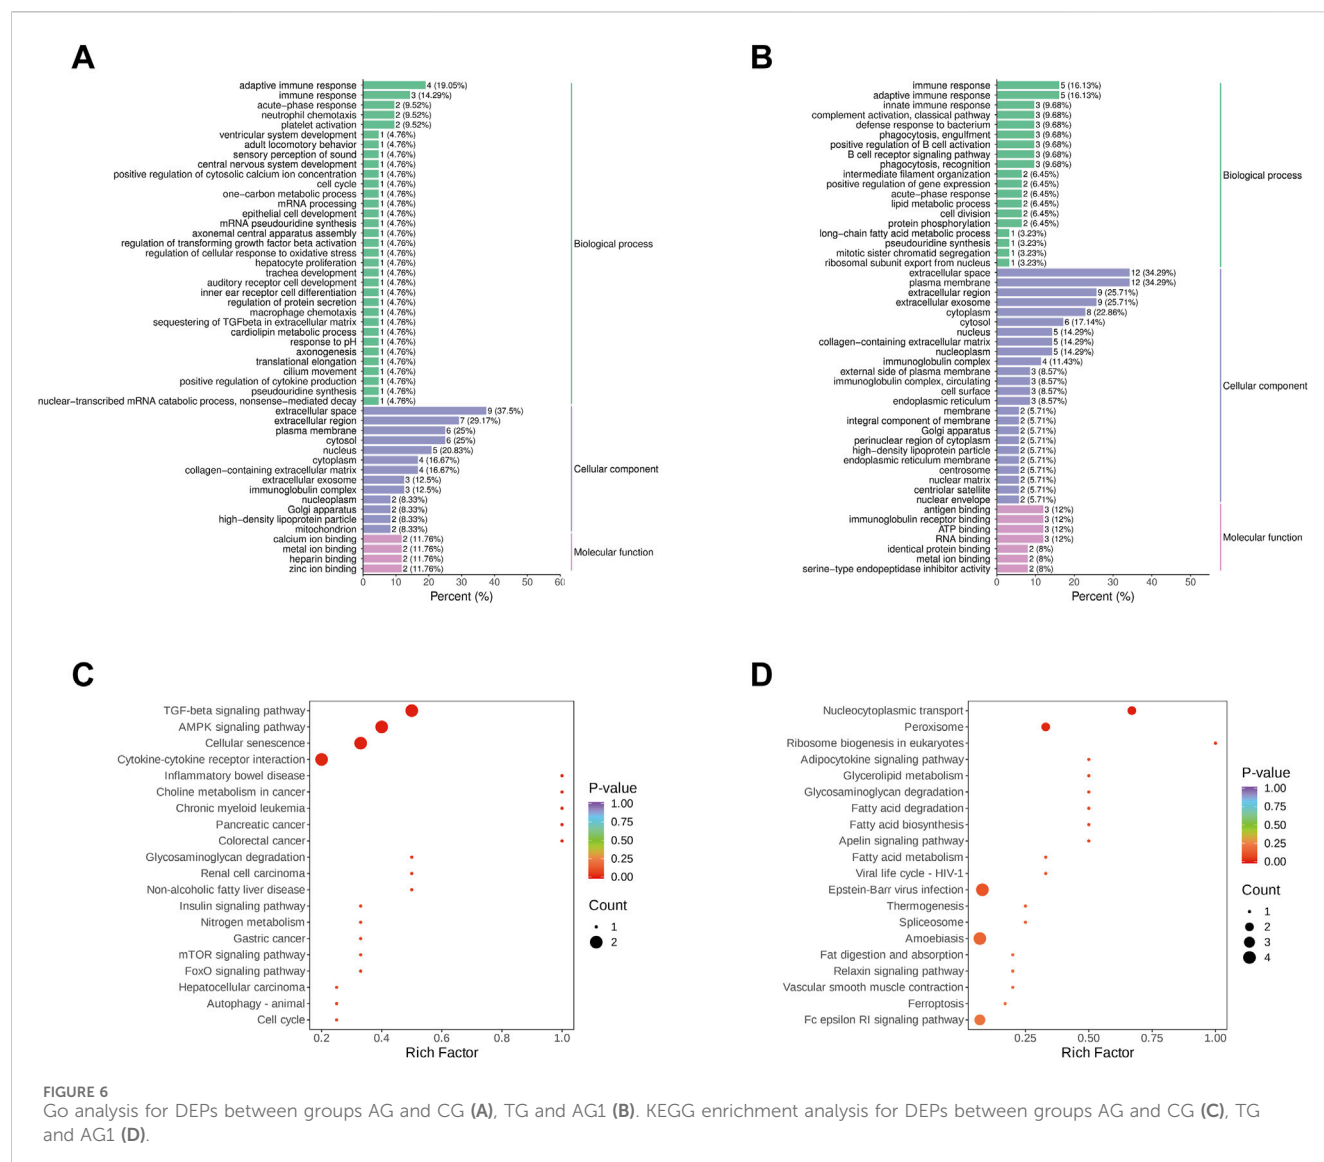 A
adaptive immune response 4 (19.05%)
immune response 3 (14.29%)
acute−phase response 2 (9.52%)
neutrophil chemotaxis 2 (9.52%)
platelet activation 2 (9.52%)
ventricular system development 1 (4.76%)
adult locomotory behavior 1 (4.76%)
sensory perception of sound 1 (4.76%)
central nervous system development 1 (4.76%)
positive regulation of cytosolic calcium ion concentration 1 (4.76%)
cell cycle 1 (4.76%)
one−carbon metabolic process 1 (4.76%)
mRNA processing 1 (4.76%)
epithelial cell development 1 (4.76%)
mRNA pseudouridine synthesis 1 (4.76%)
axonemal central apparatus assembly 1 (4.76%)
regulation of transforming growth factor beta activation 1 (4.76%)
regulation of cellular response to oxidative stress 1 (4.76%)
hepatocyte proliferation 1 (4.76%)
trachea development 1 (4.76%)
auditory receptor cell development 1 (4.76%)
inner ear receptor cell differentiation 1 (4.76%)
regulation of protein secretion 1 (4.76%)
macrophage chemotaxis 1 (4.76%)
sequestering of TGFbeta in extracellular matrix 1 (4.76%)
cardiolipin metabolic process 1 (4.76%)
response to pH 1 (4.76%)
axonogenesis 1 (4.76%)
translational elongation 1 (4.76%)
cilium movement 1 (4.76%)
positive regulation of cytokine production 1 (4.76%)
pseudouridine synthesis 1 (4.76%)
nuclear−transcribed mRNA catabolic process, nonsense−mediated decay 1 (4.76%)
extracellular space 9 (37.5%)
extracellular region 7 (29.17%)
plasma membrane 6 (25%)
cytosol 6 (25%)
nucleus 5 (20.83%)
cytoplasm 4 (16.67%)
collagen−containing extracellular matrix 4 (16.67%)
extracellular exosome 3 (12.5%)
immunoglobulin complex 3 (12.5%)
nucleoplasm 2 (8.33%)
Golgi apparatus 2 (8.33%)
high−density lipoprotein particle 2 (8.33%)
mitochondrion 2 (8.33%)
calcium ion binding 2 (11.76%)
metal ion binding 2 (11.76%)
heparin binding 2 (11.76%)
zinc ion binding 2 (11.76%)
Biological process
Cellular component
Molecular function
0 10 20 30 40 50 60
Percent (%)
B
immune response 5 (16.13%)
adaptive immune response 5 (16.13%)
innate immune response 3 (9.68%)
complement activation, classical pathway 3 (9.68%)
defense response to bacterium 3 (9.68%)
phagocytosis, engulfment 3 (9.68%)
positive regulation of B cell activation 3 (9.68%)
B cell receptor signaling pathway 3 (9.68%)
phagocytosis, recognition 3 (9.68%)
intermediate filament organization 2 (6.45%)
positive regulation of gene expression 2 (6.45%)
acute−phase response 2 (6.45%)
lipid metabolic process 2 (6.45%)
cell division 2 (6.45%)
protein phosphorylation 2 (6.45%)
long−chain fatty acid metabolic process 1 (3.23%)
pseudouridine synthesis 1 (3.23%)
mitotic sister chromatid segregation 1 (3.23%)
ribosomal subunit export from nucleus 1 (3.23%)
extracellular space 12 (34.29%)
plasma membrane 12 (34.29%)
extracellular region 9 (25.71%)
extracellular exosome 9 (25.71%)
cytoplasm 8 (22.86%)
cytosol 6 (17.14%)
nucleus 5 (14.29%)
collagen−containing extracellular matrix 5 (14.29%)
nucleoplasm 5 (14.29%)
immunoglobulin complex 4 (11.43%)
external side of plasma membrane 3 (8.57%)
immunoglobulin complex, circulating 3 (8.57%)
cell surface 3 (8.57%)
endoplasmic reticulum 3 (8.57%)
membrane 2 (5.71%)
integral component of membrane 2 (5.71%)
Golgi apparatus 2 (5.71%)
perinuclear region of cytoplasm 2 (5.71%)
high−density lipoprotein particle 2 (5.71%)
endoplasmic reticulum membrane 2 (5.71%)
centrosome 2 (5.71%)
nuclear matrix 2 (5.71%)
centriolar satellite 2 (5.71%)
nuclear envelope 2 (5.71%)
antigen binding 3 (12%)
immunoglobulin receptor binding 3 (12%)
ATP binding 3 (12%)
RNA binding 3 (12%)
identical protein binding 2 (8%)
metal ion binding 2 (8%)
serine−type endopeptidase inhibitor activity 2 (8%)
Biological process
Cellular component
Molecular function
0 10 20 30 40 50
Percent (%)
C
TGF-beta signaling pathway
AMPK signaling pathway
Cellular senescence
Cytokine-cytokine receptor interaction
Inflammatory bowel disease
Choline metabolism in cancer
Chronic myeloid leukemia
Pancreatic cancer
Colorectal cancer
Glycosaminoglycan degradation
Renal cell carcinoma
Non-alcoholic fatty liver disease
Insulin signaling pathway
Nitrogen metabolism
Gastric cancer
mTOR signaling pathway
FoxO signaling pathway
Hepatocellular carcinoma
Autophagy - animal
Cell cycle
0.2 0.4 0.6 0.8 1.0
Rich Factor
P-value
1.00
0.75
0.50
0.25
0.00
Count
1
2
D
Nucleocytoplasmic transport
Peroxisome
Ribosome biogenesis in eukaryotes
Adipocytokine signaling pathway
Glycerolipid metabolism
Glycosaminoglycan degradation
Fatty acid degradation
Fatty acid biosynthesis
Apelin signaling pathway
Fatty acid metabolism
Viral life cycle - HIV-1
Epstein-Barr virus infection
Thermogenesis
Spliceosome
Amoebiasis
Fat digestion and absorption
Relaxin signaling pathway
Vascular smooth muscle contraction
Ferroptosis
Fc epsilon RI signaling pathway
0.25 0.50 0.75 1.00
Rich Factor
P-value
1.00
0.75
0.50
0.25
0.00
Count
1
2
3
4
FIGURE 6
Go analysis for DEPs between groups AG and CG (A), TG and AG1 (B). KEGG enrichment analysis for DEPs between groups AG and CG (C), TG
and AG1 (D).